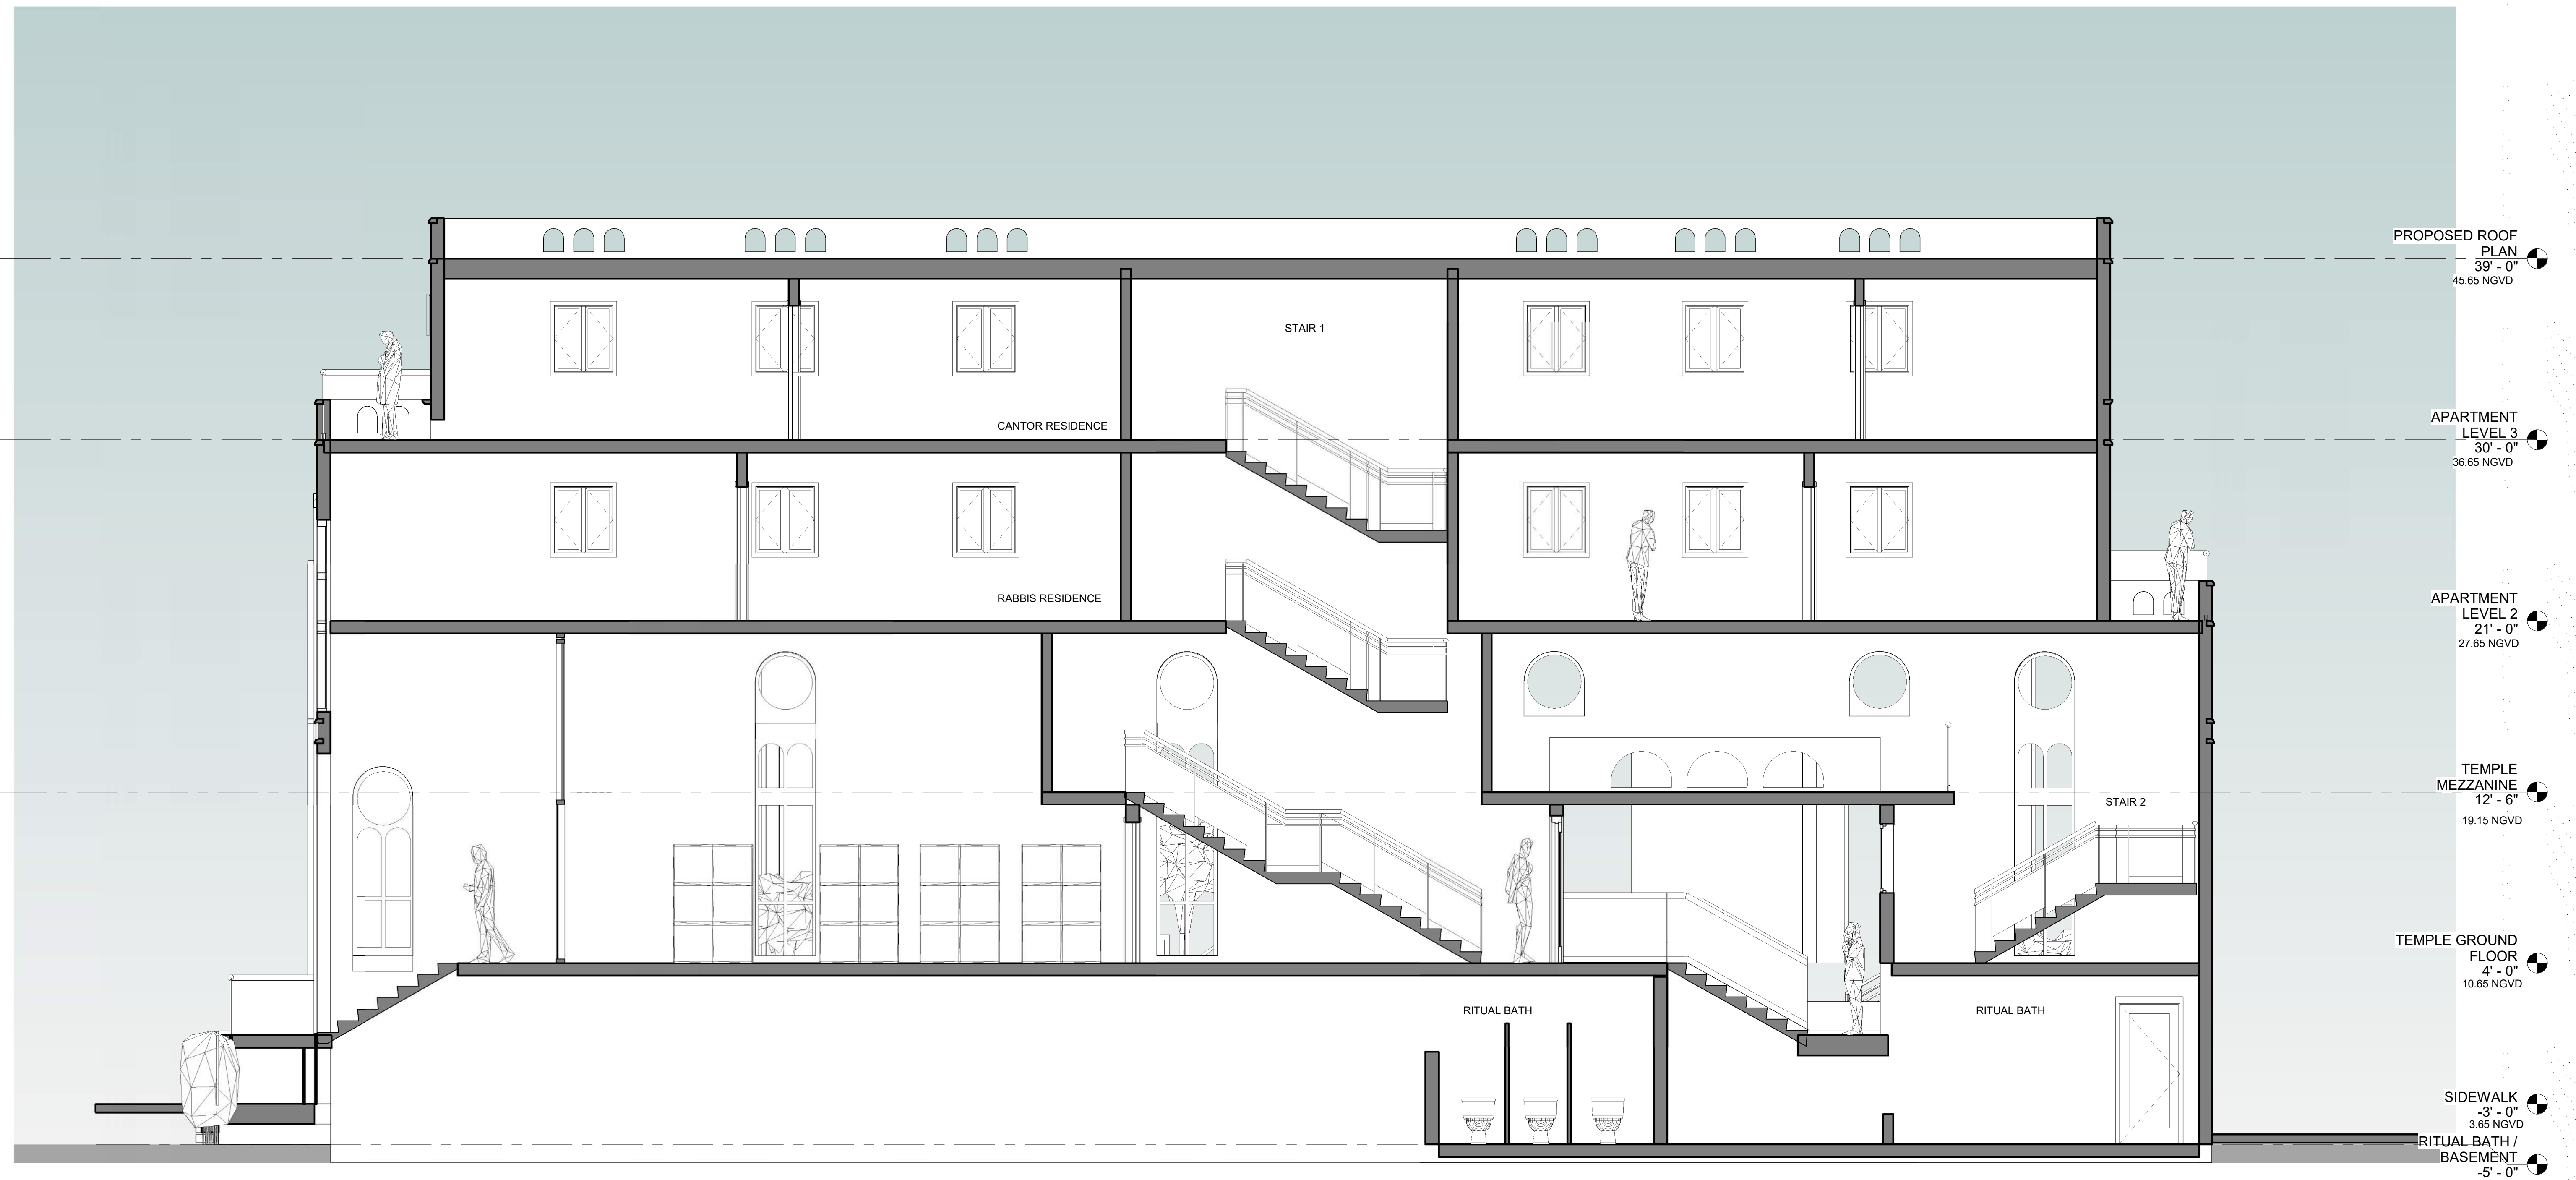 PROPOSED ROOF
PLAN
39' - 0"
45.65 NGVD
STAIR 1
APARTMENT
LEVEL 3
30' - 0"
36.65 NGVD
CANTOR RESIDENCE
APARTMENT
LEVEL 2
21' - 0"
27.65 NGVD
RABBIS RESIDENCE
TEMPLE
MEZZANINE
12' - 6"
19.15 NGVD
STAIR 2
TEMPLE GROUND
FLOOR
4' - 0"
10.65 NGVD
RITUAL BATH
RITUAL BATH
SIDEWALK
-3' - 0"
3.65 NGVD
RITUAL BATH /
BASEMENT
-5' - 0"